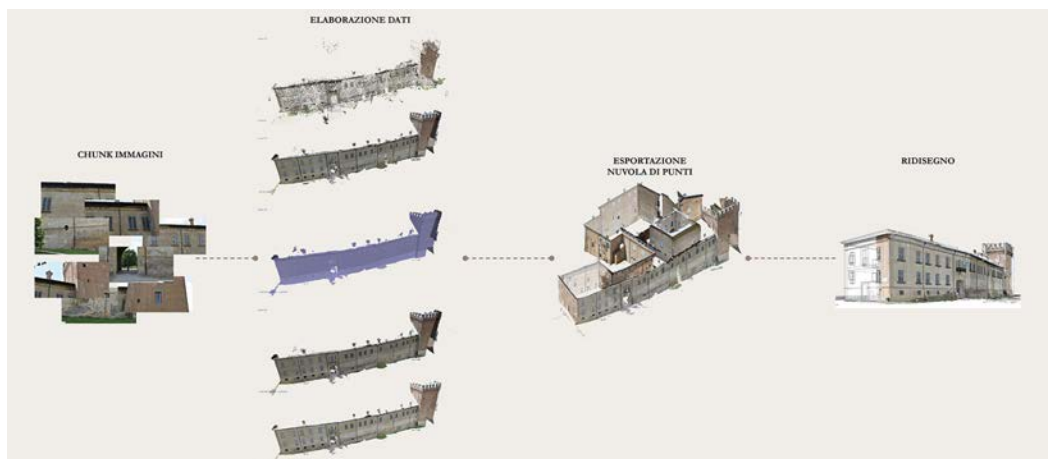 ELABORAZIONE DATI
CHUNK IMMAGINI
ESPORTAZIONE
NUVOLA DI PUNTI
RIDISEGNO